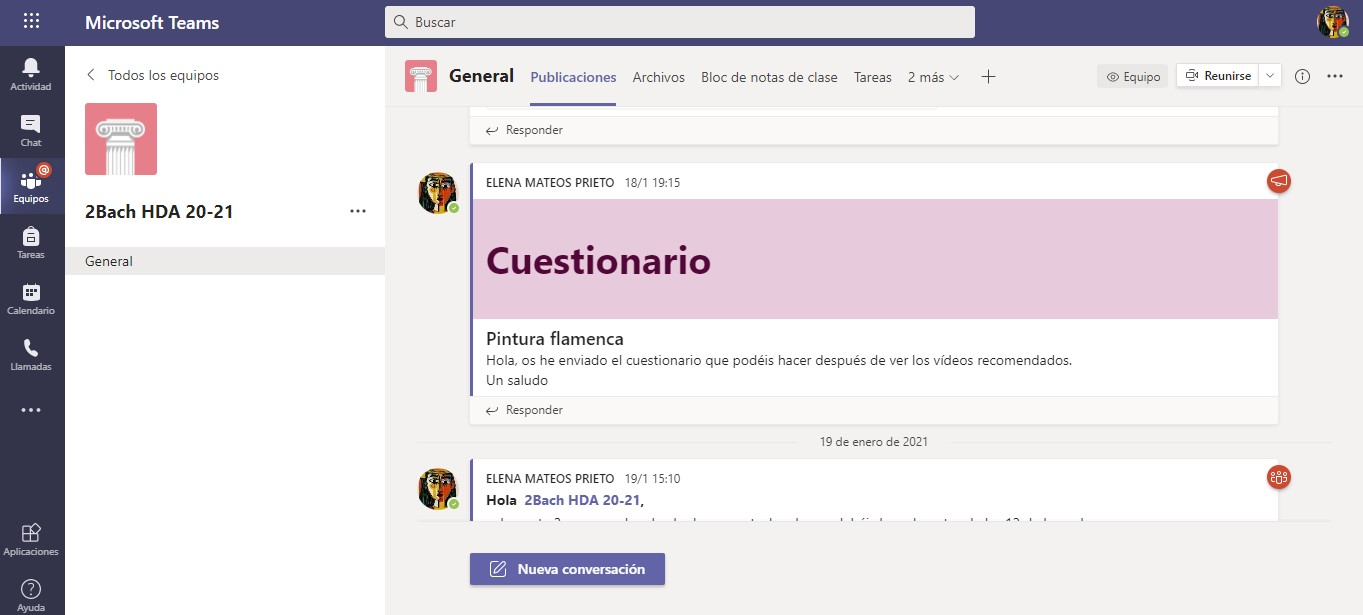 Microsoft Teams
Buscar
Actividad
Chat
Equipos
Tareas
Calendario
Llamadas
Aplicaciones
Ayuda
Todos los equipos
2Bach HDA 20-21
General
General Publicaciones Archivos Bloc de notas de clase Tareas 2 más
Equipo Reunirse
Responder
ELENA MATEOS PRIETO 18/1 19:15
Cuestionario
Pintura flamenca
Hola, os he enviado el cuestionario que podéis hacer después de ver los vídeos recomendados.
Un saludo
Responder
19 de enero de 2021
ELENA MATEOS PRIETO 19/1 15:10
Hola 2Bach HDA 20-21,
Nueva conversación